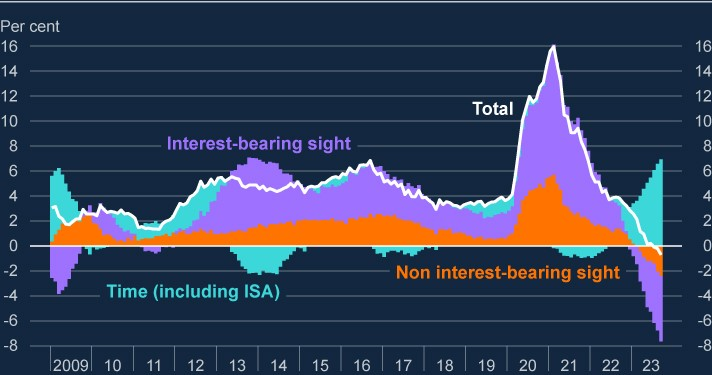 Per cent
16 16
14 14
12 12
10 10
8 8
6 6
4 4
2 2
0 0
-2 -2
-4 -4
-6 -6
-8 -8
Total
Interest-bearing sight
Non interest-bearing sight
Time (including ISA)
2009 10 11 12 13 14 15 16 17 18 19 20 21 22 23